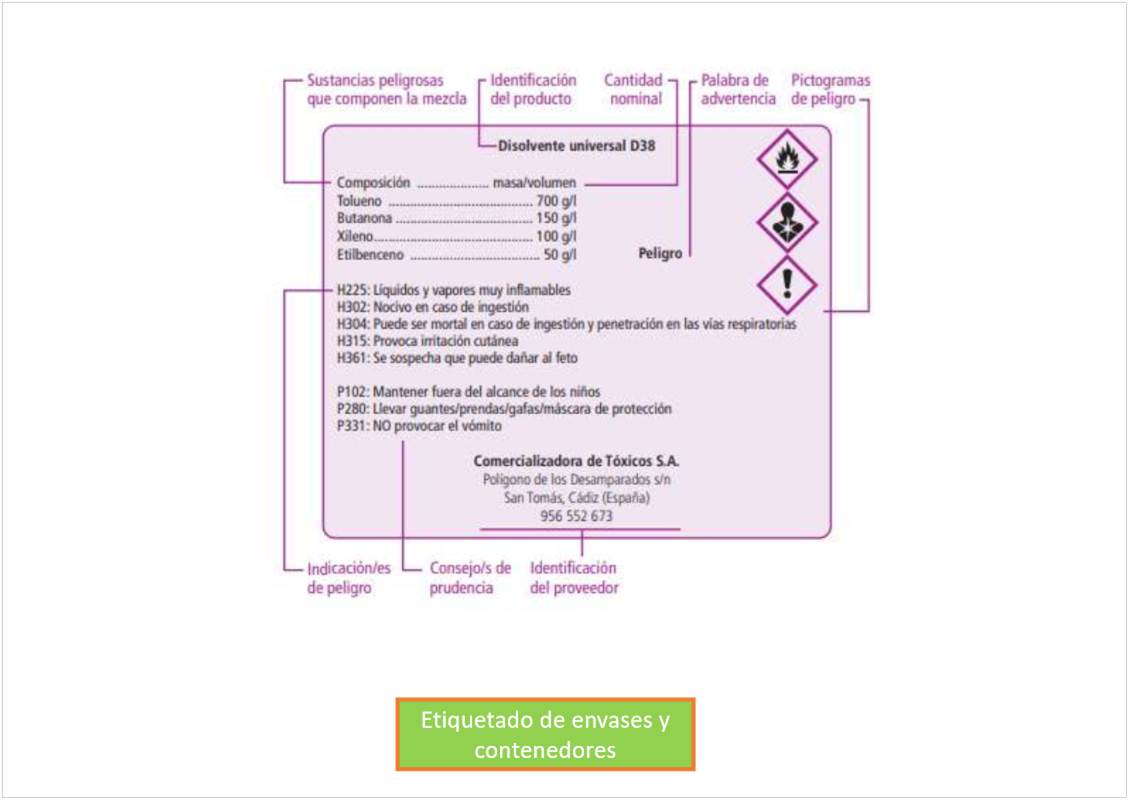 Sustancias peligrosas
que componen la mezcla
Identificación
del producto
Cantidad
nominal
Palabra de
advertencia
Pictogramas
de peligro
Disolvente universal D38
Composición .................... masa/volumen
Tolueno ........................................ 700 g/l
Butanona ...................................... 150 g/l
Xileno............................................ 100 g/l
Etilbenceno .................................... 50 g/l
Peligro
H225: Líquidos y vapores muy inflamables
H302: Nocivo en caso de ingestión
H304: Puede ser mortal en caso de ingestión y penetración en las vías respiratorias
H315: Provoca irritación cutánea
H361: Se sospecha que puede dañar al feto
P102: Mantener fuera del alcance de los niños
P280: Llevar guantes/prendas/gafas/máscara de protección
P331: NO provocar el vómito
Comercializadora de Tóxicos S.A.
Polígono de los Desamparados s/n
San Tomás, Cádiz (España)
956 552 673
Indicación/es
de peligro
Consejo/s de
prudencia
Identificación
del proveedor
Etiquetado de envases y
contenedores